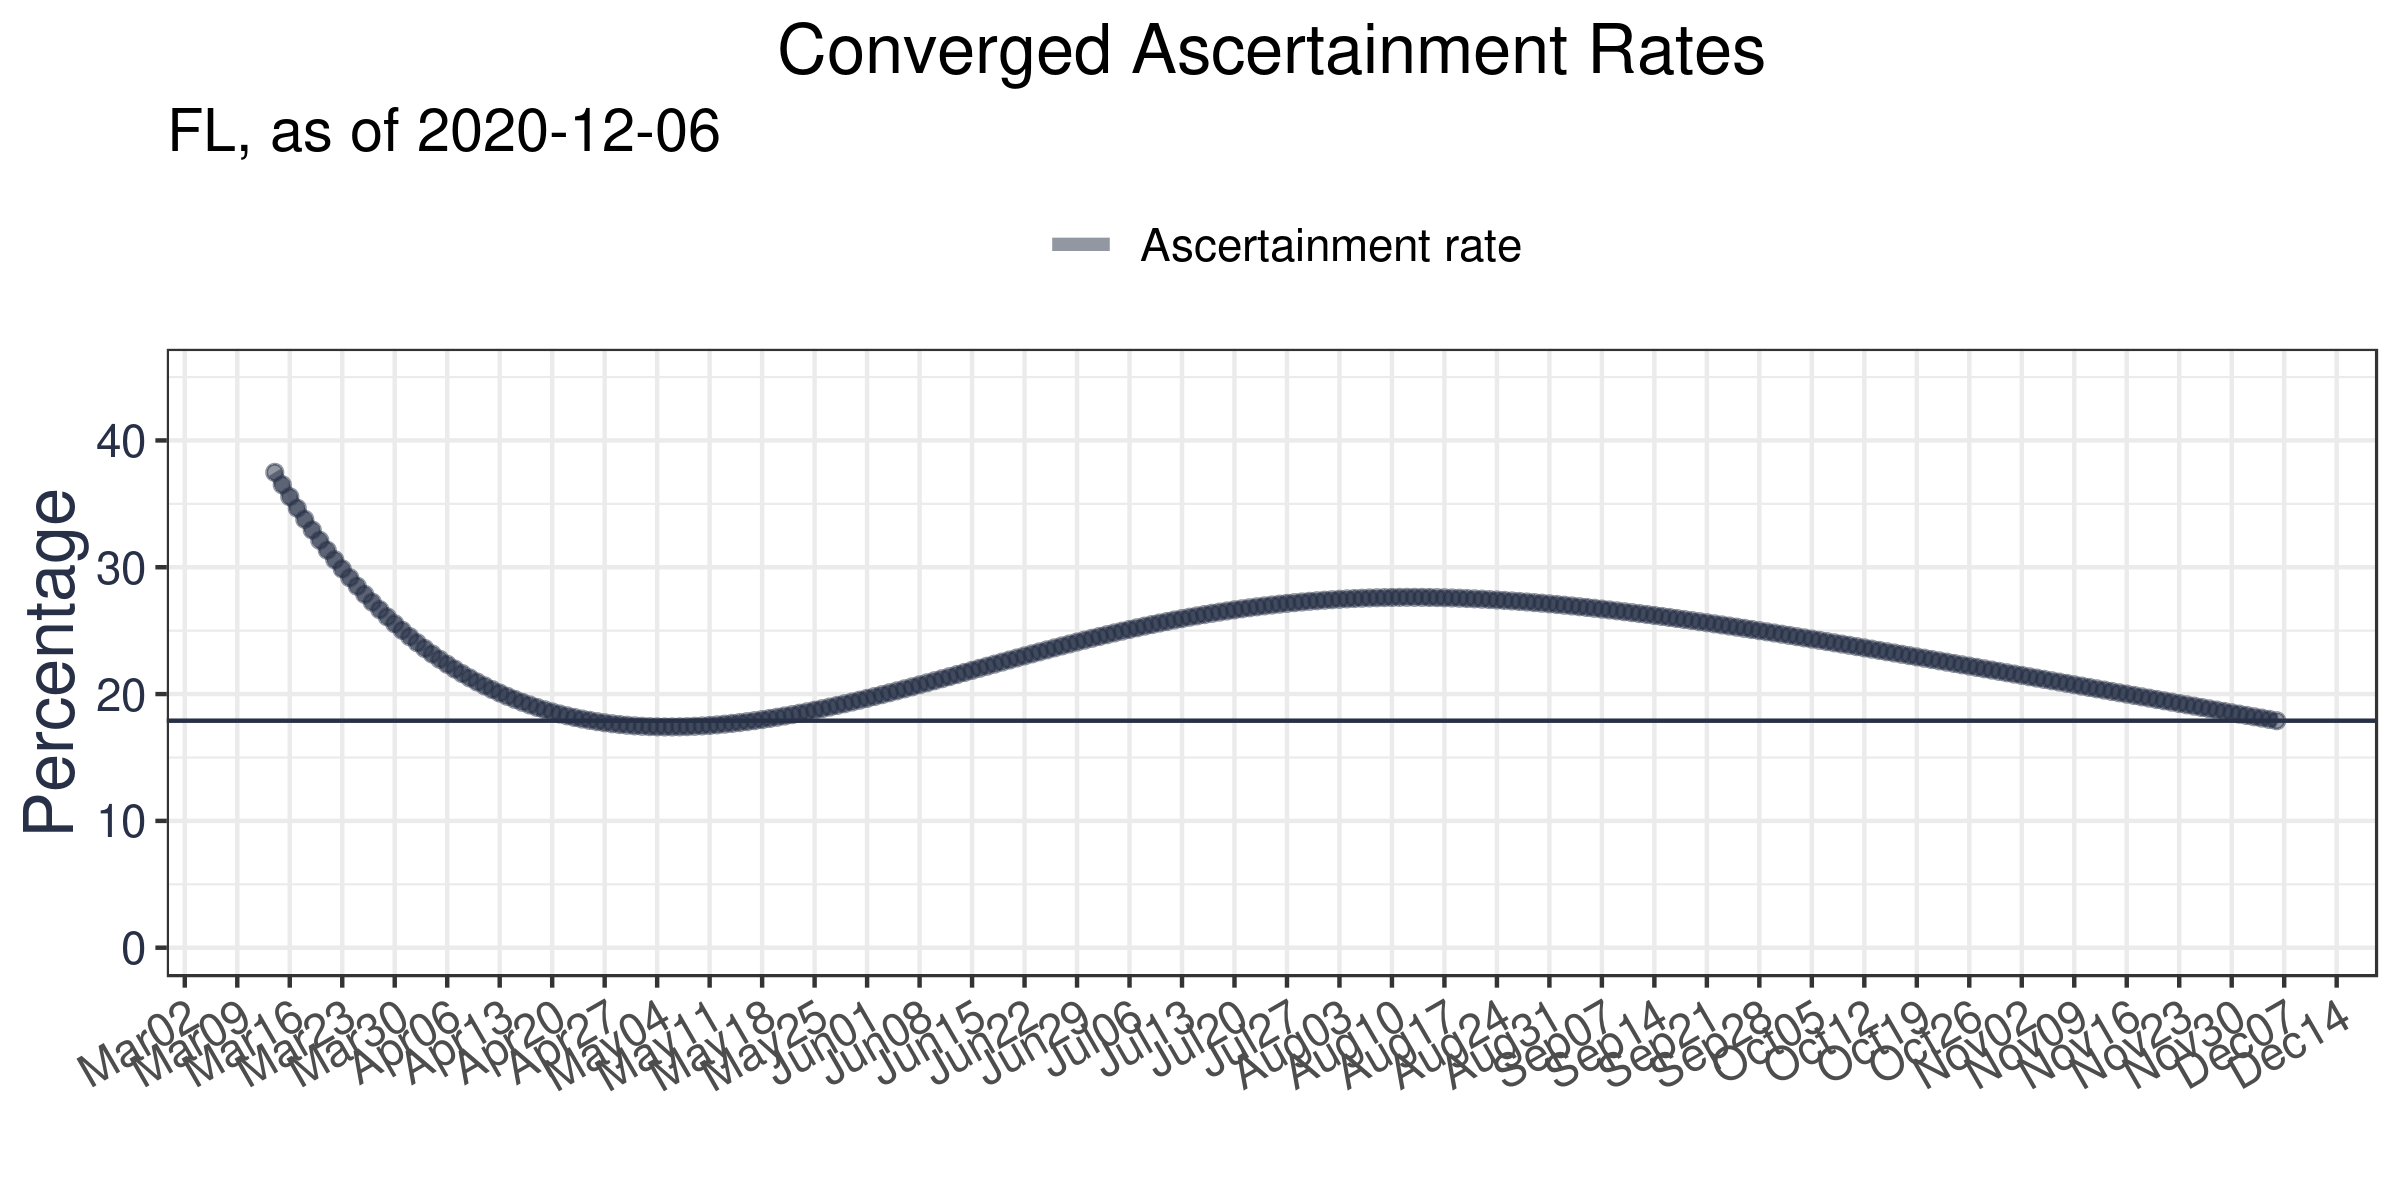 Converged Ascertainment Rates
FL, as of 2020-12-06
Ascertainment rate
Percentage
40
30
20
10
0
Mar02
Mar09
Mar16
Mar23
Mar30
Apr06
Apr13
Apr20
Apr27
May04
May11
May18
May25
Jun01
Jun08
Jun15
Jun22
Jun29
Jul06
Jul13
Jul20
Jul27
Aug03
Aug10
Aug17
Aug24
Aug31
Sep07
Sep14
Sep21
Sep28
Oct05
Oct12
Oct19
Oct26
Nov02
Nov09
Nov16
Nov23
Nov30
Dec07
Dec14